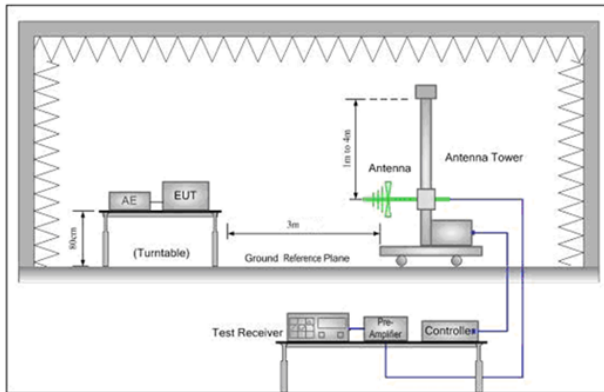 1m to 4m
Antenna
Antenna Tower
AE
EUT
80cm
(Turntable)
3m
Ground Reference Plane
Test Receiver
Pre-
Amplifier
Controller